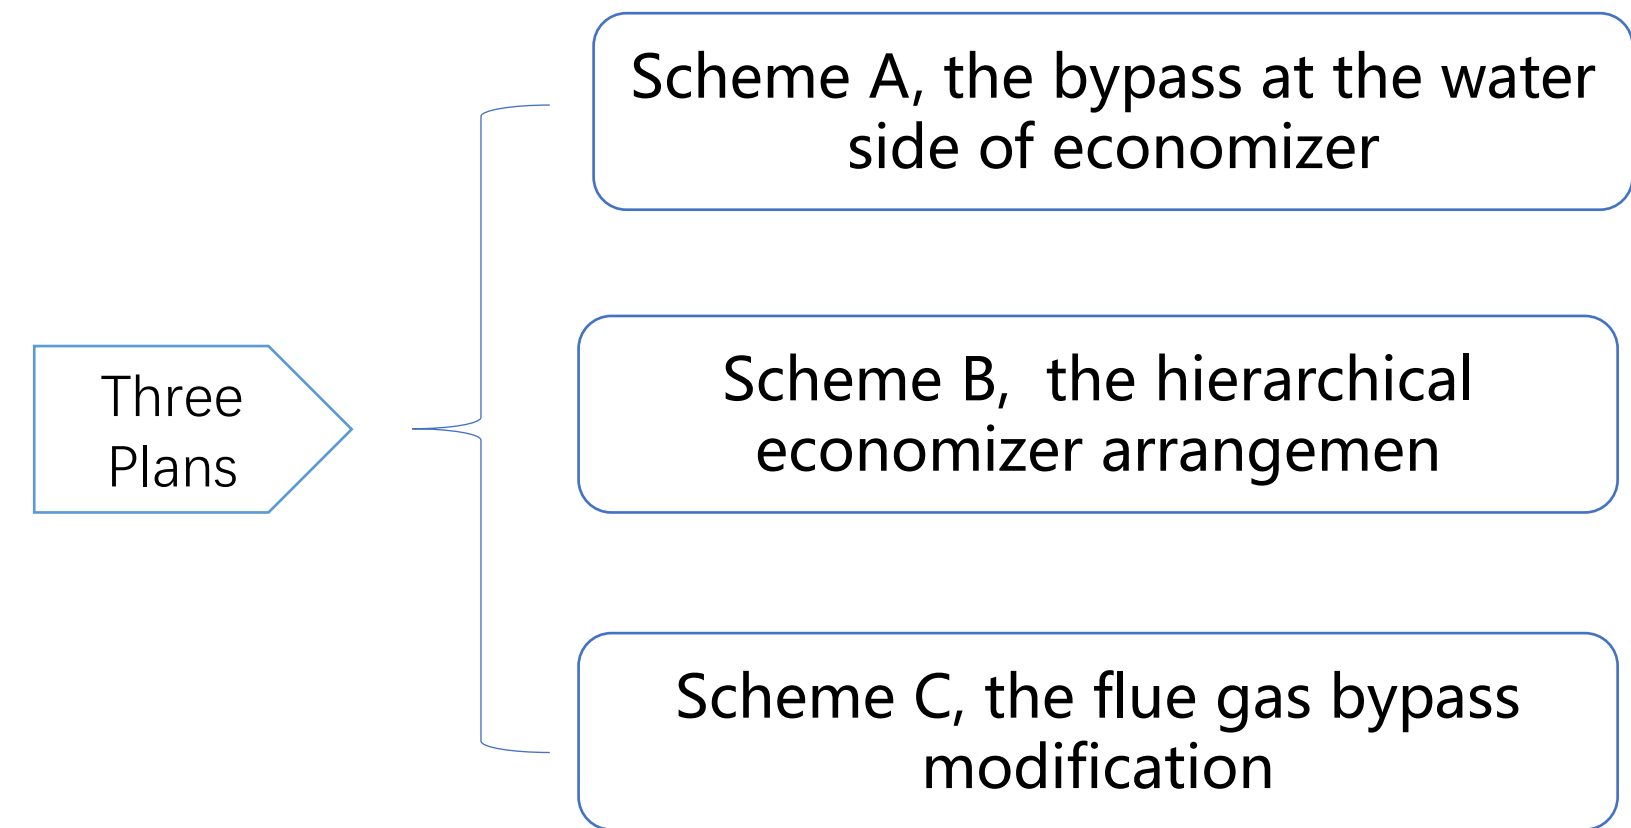 Scheme A, the bypass at the water
side of economizer
Three
Plans
Scheme B,  the hierarchical
economizer arrangemen
Scheme C, the flue gas bypass
modification